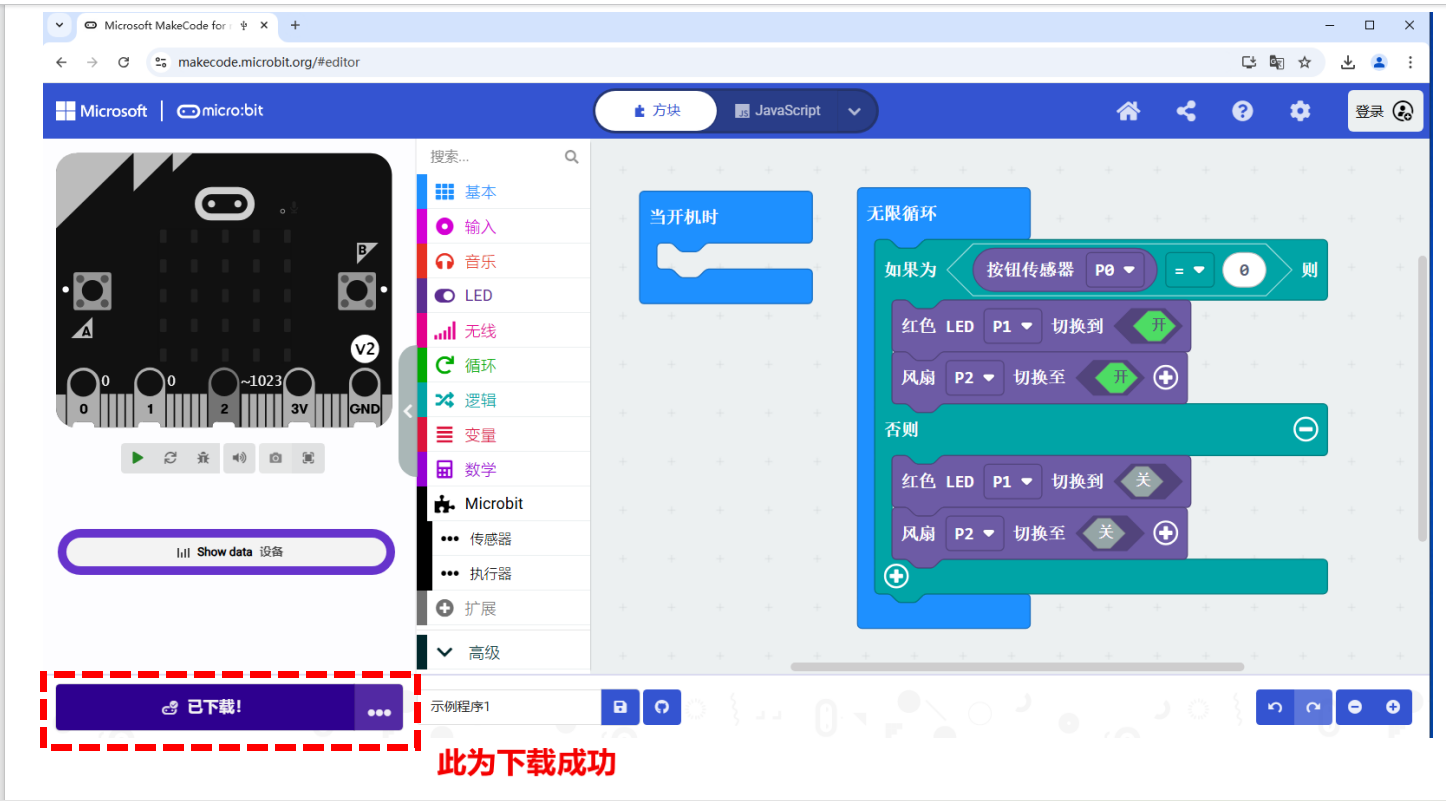 Microsoft MakeCode for
makecode.microbit.org/#editor
Microsoft
micro:bit
方块
JS
JavaScript
登录
B
A
V2
0
0
~1023
0
1
2
3V
GND
Show data 设备
搜索...
基本
输入
音乐
LED
无线
循环
逻辑
变量
数学
Microbit
传感器
执行器
扩展
高级
当开机时
无限循环
如果为 按钮传感器 P0 = 0 则
红色 LED P1 切换到 开
风扇 P2 切换至 开
否则
红色 LED P1 切换到 关
风扇 P2 切换至 关
已下载!
示例程序1
此为下载成功